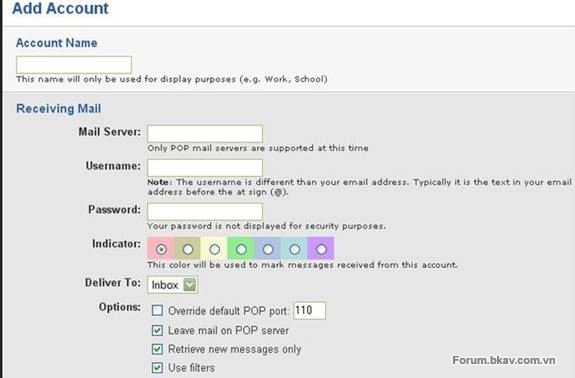 Add Account
Account Name
This name will only be used for display purposes (e.g. Work, School)
Receiving Mail
Mail Server:
Only POP mail servers are supported at this time
Username:
Note: The username is different than your email address. Typically it is the text in your email
address before the at sign (@).
Password:
Your password is not displayed for security purposes.
Indicator:
This color will be used to mark messages received from this account.
Deliver To: Inbox
Options: Override default POP port: 110
Leave mail on POP server
Retrieve new messages only
Use filters
Forum.bkav.com.vn